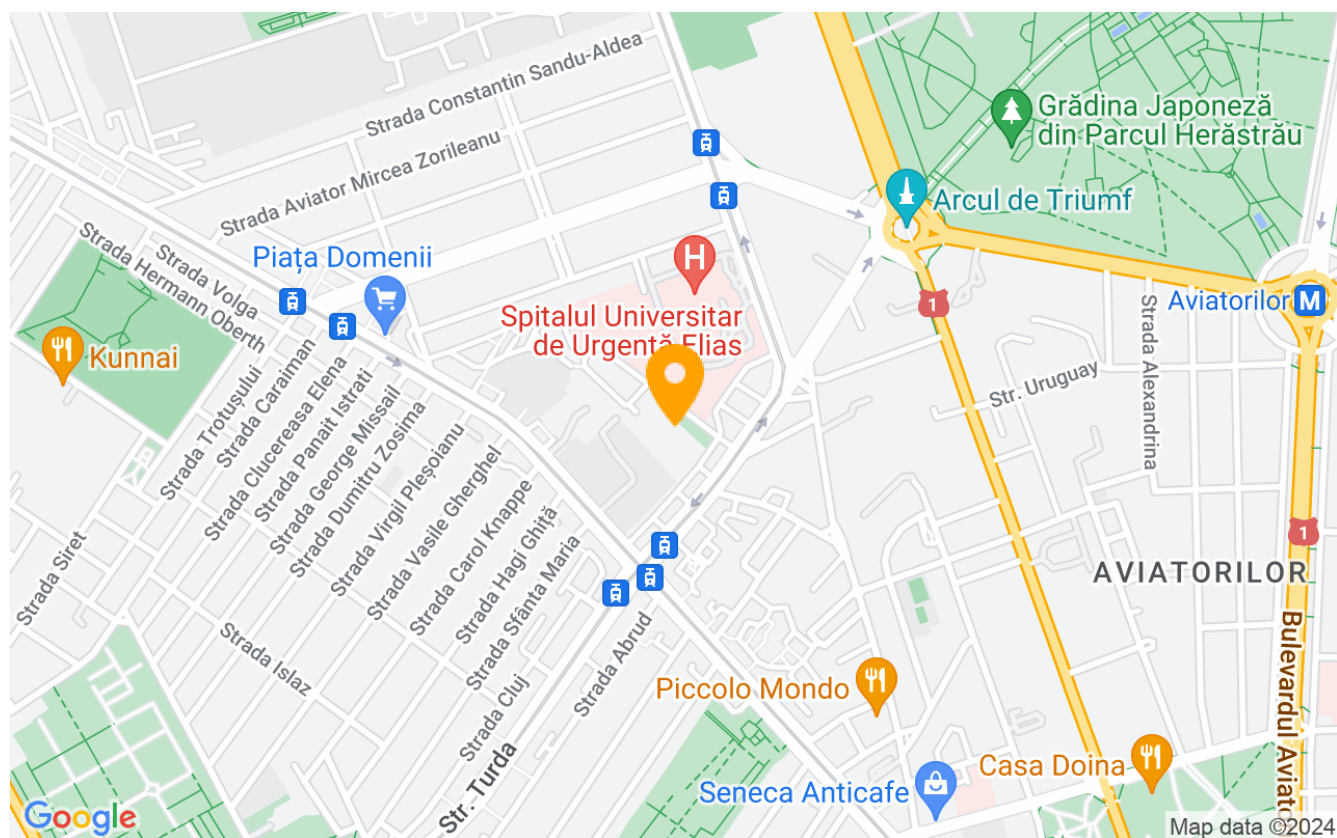 Strada Constantin Sandu-Aldea
Grădina Japoneză
din Parcul Herăstrău
Strada Aviator Mircea Zorileanu
Arcul de Triumf
Strada Volga
Strada Hermann Oberth
Piața Domenii
H
Spitalul Universitar
de Urgență Elias
1
Aviatorilor
M
Strada Alexandrina
Kunnai
Str. Uruguay
Strada Trotușului
Strada Caraiman
Strada Clucereasa Elena
Strada Panait Istrati
Strada George Missail
Strada Dumitru Zosima
Strada Virgil Pleșoianu
Strada Vasile Gherghel
Strada Carol Knappe
Strada Hagi Ghiță
Strada Sfânta Maria
Strada Siret
1
AVIATORILOR
Strada Islaz
Strada Cluj
Strada Abrud
Piccolo Mondo
Bulevardul Aviato
Str. Turda
Casa Doina
Seneca Anticafe
Google
Map data ©2024